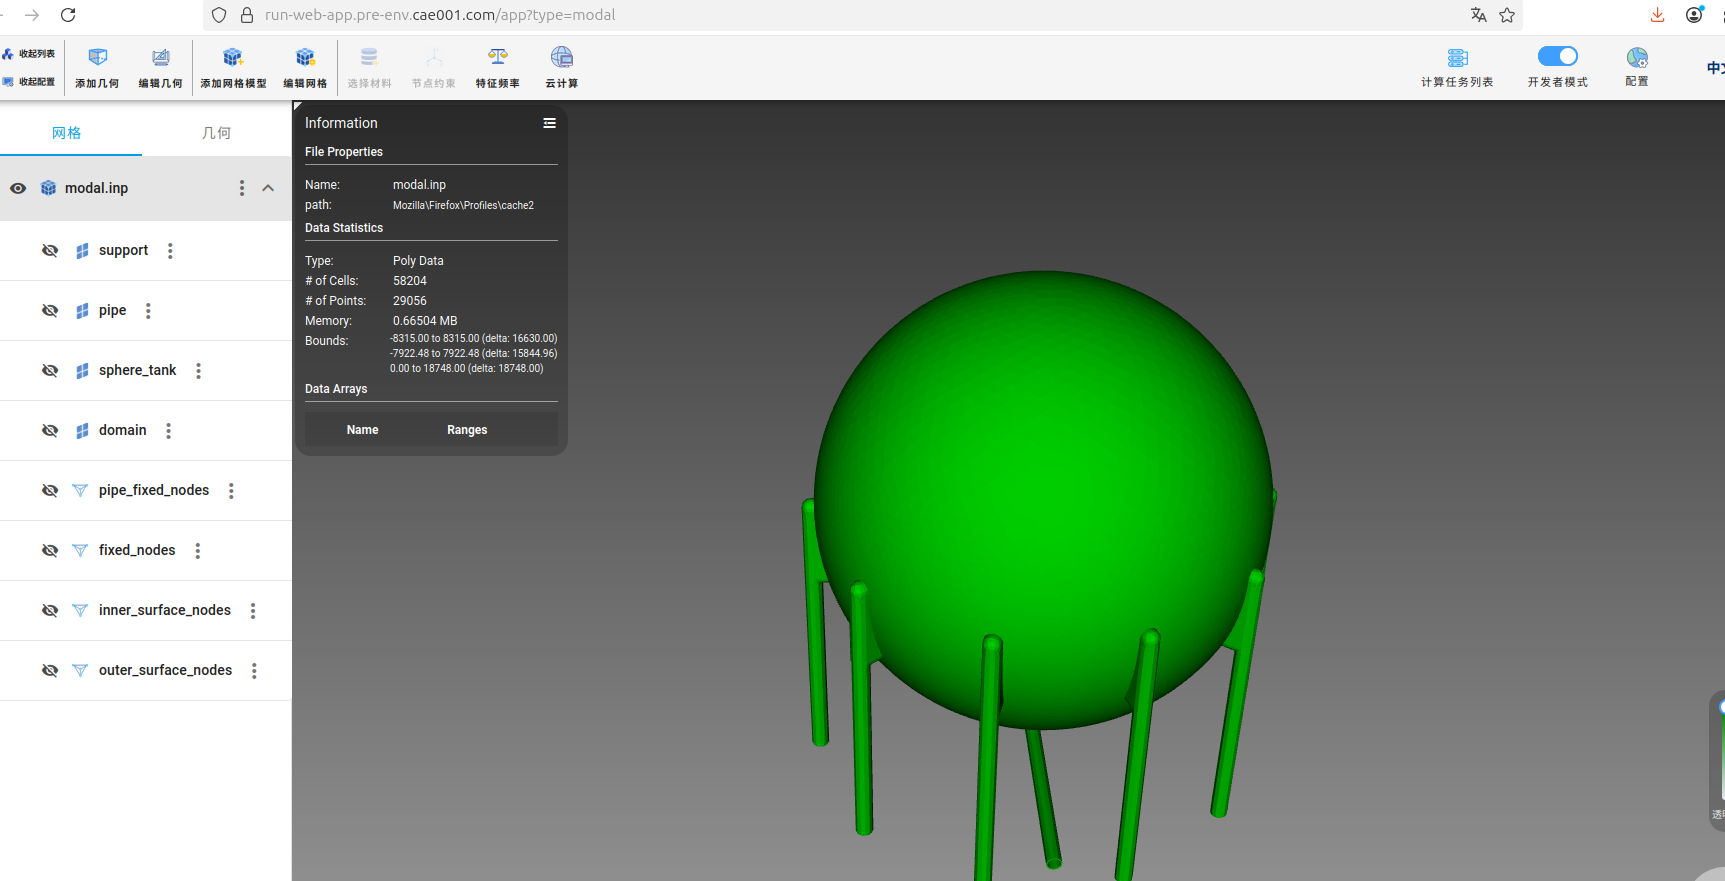 run-web-app.pre-env.cae001.com/app?type=modal
收起列表
收起配置
添加几何
编辑几何
添加网格模型
编辑网格
选择材料
节点约束
特征频率
云计算
计算任务列表
开发者模式
配置
中文
网格
几何
modal.inp
support
pipe
sphere_tank
domain
pipe_fixed_nodes
fixed_nodes
inner_surface_nodes
outer_surface_nodes
Information
File Properties
Name: modal.inp
path: Mozilla\Firefox\Profiles\cache2
Data Statistics
Type: Poly Data
# of Cells: 58204
# of Points: 29056
Memory: 0.66504 MB
Bounds: -8315.00 to 8315.00 (delta: 16630.00)
-7922.48 to 7922.48 (delta: 15844.96)
0.00 to 18748.00 (delta: 18748.00)
Data Arrays
Name Ranges